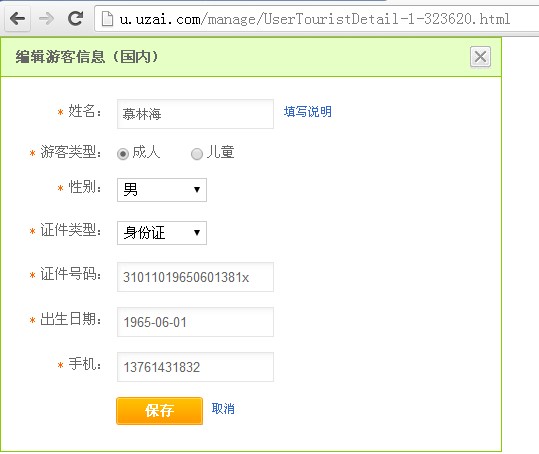 u.uzai.com/manage/UserTouristDetail-1-323620.html
编辑游客信息（国内）
* 姓名： 慕林海 填写说明
* 游客类型： 成人 儿童
* 性别： 男
* 证件类型： 身份证
* 证件号码： 31011019650601381x
* 出生日期： 1965-06-01
* 手机： 13761431832
保存 取消